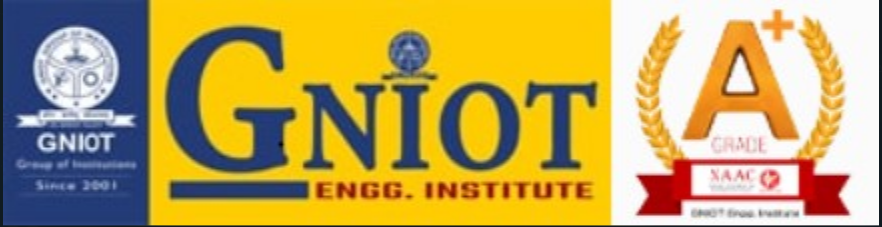 GNIOT
Group of Institutions
Since 2001
GNIOT
ENGG. INSTITUTE
A+
GRADE
NAAC
GNIOT Engg. Institute